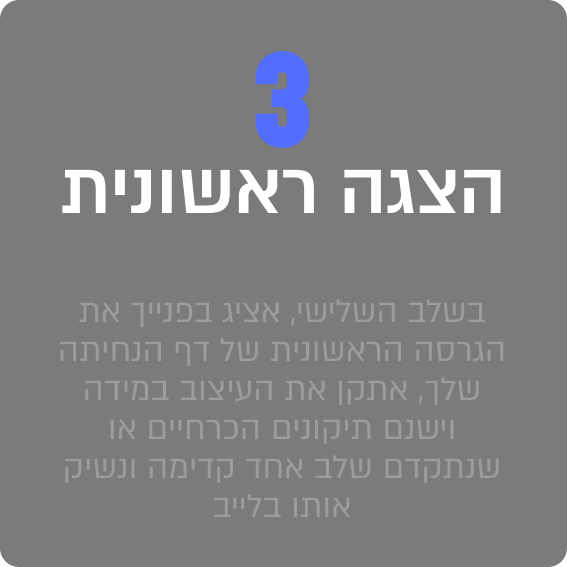 3
הצגה ראשונית
בשלב השלישי, אציג בפנייך את
הגרסה הראשונית של דף הנחיתה
שלך, אתקן את העיצוב במידה
וישנם תיקונים הכרחיים או
שנתקדם שלב אחד קדימה ונשיק
אותו בלייב